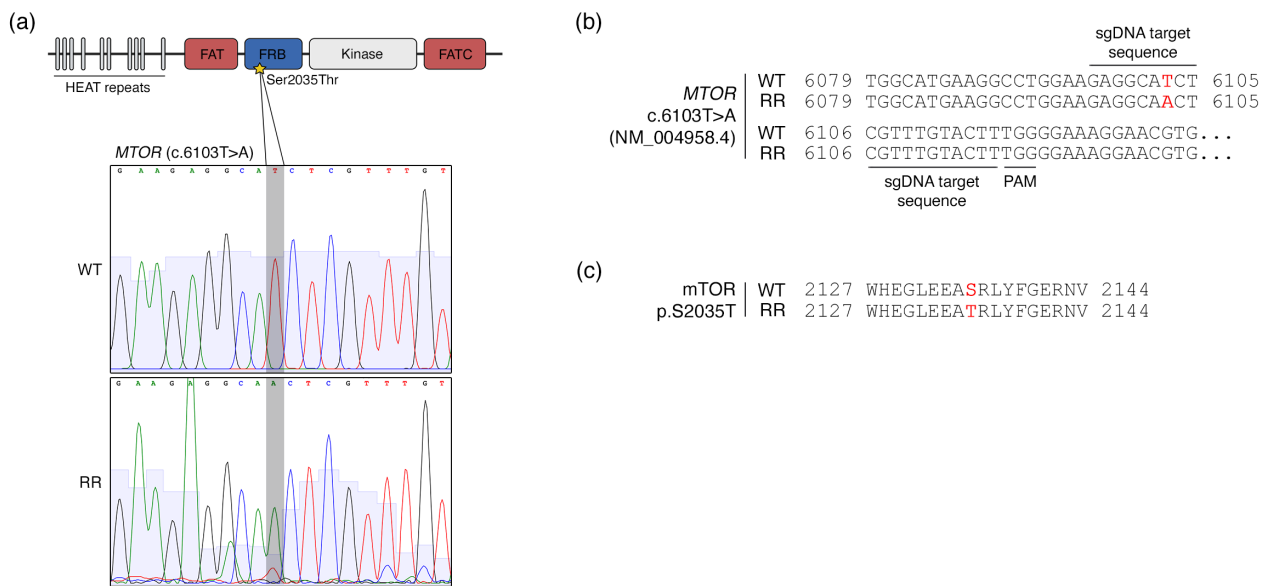 (a)
FAT
FRB
Kinase
FATC
Ser2035Thr
HEAT repeats
MTOR (c.6103T>A)
G A A G A G G C A T C T C G T T T G T
WT
G A A G A G G C A A C T C G T T T G T
RR
(b)
sgDNA target
sequence
MTOR
c.6103T>A
(NM_004958.4)
WT 6079 TGGCATGAAGGCCTGGAAGAGGCATCT 6105
RR 6079 TGGCATGAAGGCCTGGAAGAGGCAACT 6105
WT 6106 CGTTTGTACTTTGGGGAAAGGAACGTG...
RR 6106 CGTTTGTACTTTGGGGAAAGGAACGTG...
sgDNA target
sequence
PAM
(c)
mTOR
p.S2035T
WT 2127 WHEGLEEASRLYFGERNV 2144
RR 2127 WHEGLEEATRLYFGERNV 2144